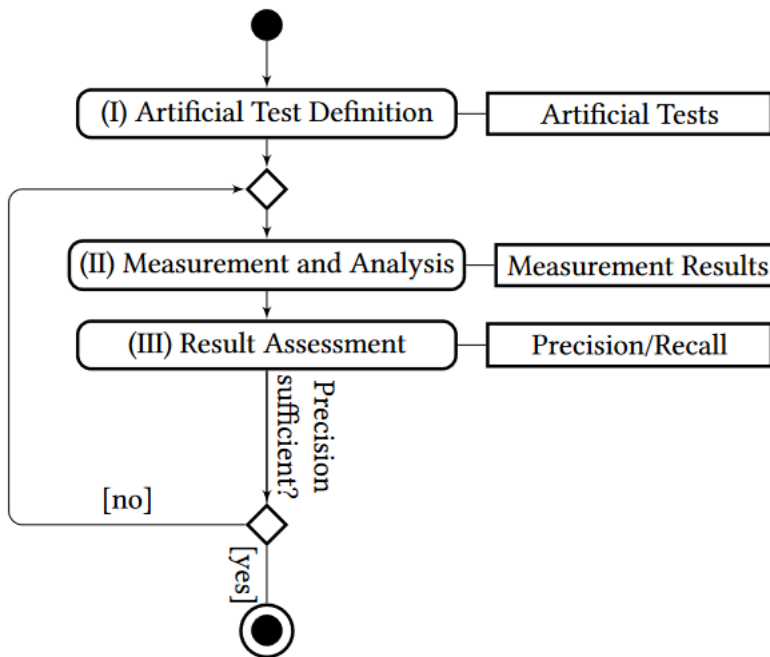 (I) Artificial Test Definition
Artificial Tests
(II) Measurement and Analysis
Measurement Results
(III) Result Assessment
Precision/Recall
Precision
sufficient?
[no]
[yes]